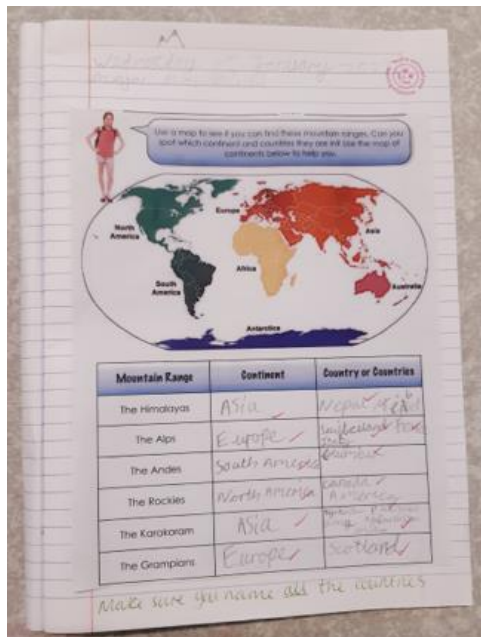 Wednesday
Use a map to see if you can find these mountain ranges. Can you
spot which continent and countries they are in? Use the map of
continents below to help you.
North
America
Europe
Asia
Africa
South
America
Australia
Antarctica
Mountain Range Continent Country or Countries
The Himalayas Asia Nepal
The Alps Europe
The Andes South America
The Rockies North America Canada America
The Karokoram Asia
The Grampians Europe Scotland
Make sure you name all the countries